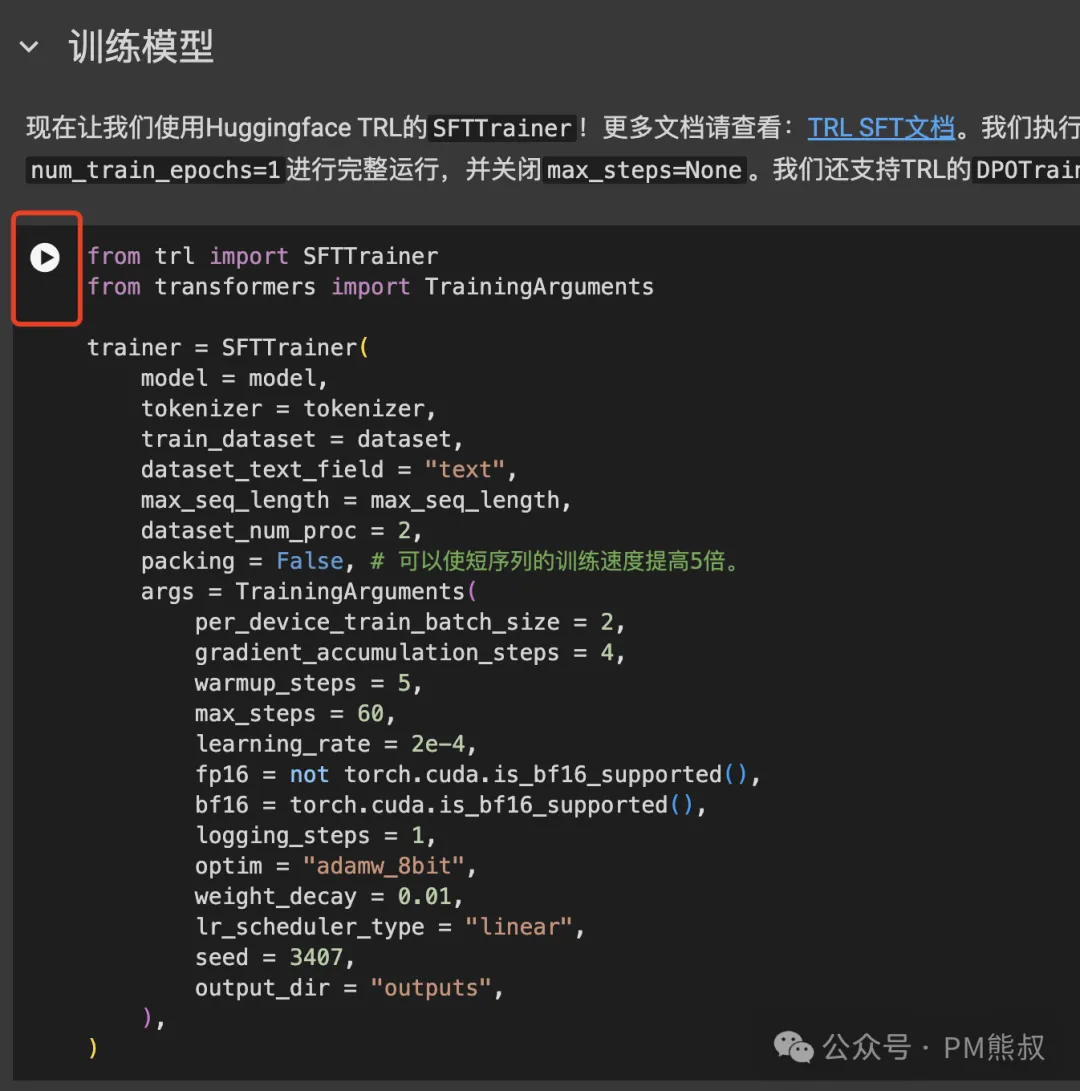 训练模型
现在让我们使用Huggingface TRL的SFTTrainer！更多文档请查看：TRL SFT文档。我们执行
num_train_epochs=1进行完整运行，并关闭max_steps=None。我们还支持TRL的DPOTrain
from trl import SFTTrainer
from transformers import TrainingArguments
trainer = SFTTrainer(
    model = model,
    tokenizer = tokenizer,
    train_dataset = dataset,
    dataset_text_field = "text",
    max_seq_length = max_seq_length,
    dataset_num_proc = 2,
    packing = False, # 可以使短序列的训练速度提高5倍。
    args = TrainingArguments(
        per_device_train_batch_size = 2,
        gradient_accumulation_steps = 4,
        warmup_steps = 5,
        max_steps = 60,
        learning_rate = 2e-4,
        fp16 = not torch.cuda.is_bf16_supported(),
        bf16 = torch.cuda.is_bf16_supported(),
        logging_steps = 1,
        optim = "adamw_8bit",
        weight_decay = 0.01,
        lr_scheduler_type = "linear",
        seed = 3407,
        output_dir = "outputs",
    ),
)
公众号 · PM熊叔